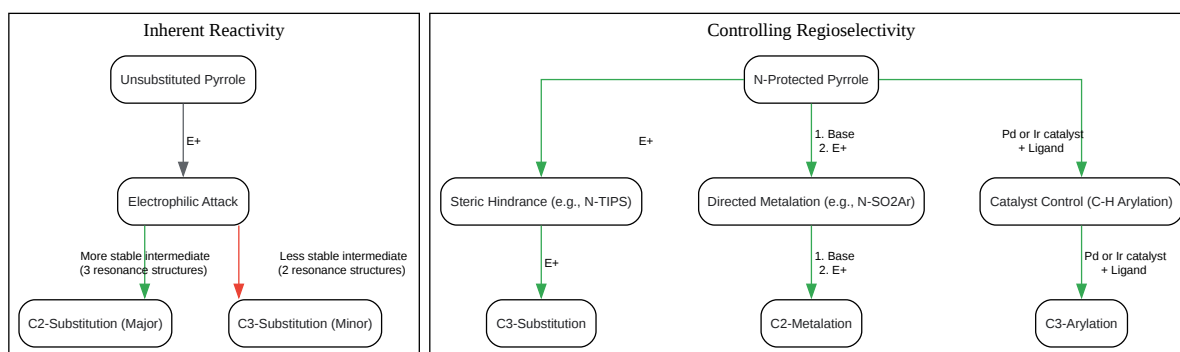 Inherent Reactivity
Unsubstituted Pyrrole
E+
Electrophilic Attack
More stable intermediate
(3 resonance structures)
Less stable intermediate
(2 resonance structures)
C2-Substitution (Major)
C3-Substitution (Minor)
Controlling Regioselectivity
N-Protected Pyrrole
E+
1. Base
2. E+
Pd or Ir catalyst
+ Ligand
Steric Hindrance (e.g., N-TIPS)
Directed Metalation (e.g., N-SO2Ar)
Catalyst Control (C-H Arylation)
E+
1. Base
2. E+
Pd or Ir catalyst
+ Ligand
C3-Substitution
C2-Metalation
C3-Arylation